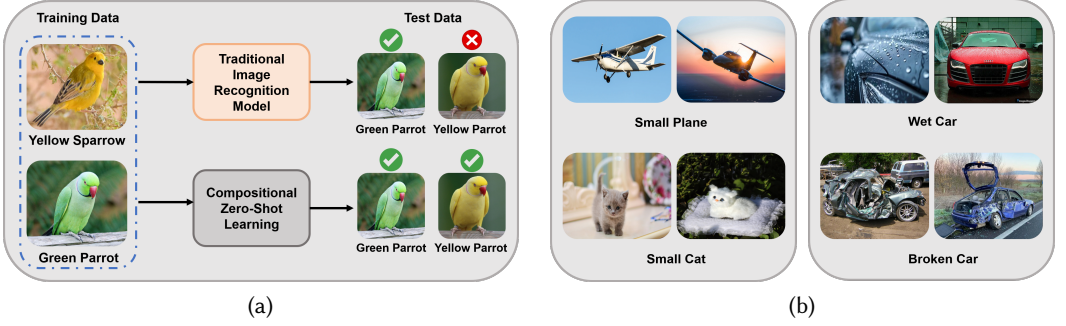 Training Data
Test Data
Traditional
Image
Recognition
Model
Green Parrot
Yellow Parrot
Yellow Sparrow
Compositional
Zero-Shot
Learning
Green Parrot
Yellow Parrot
Green Parrot
(a)
Small Plane
Wet Car
Small Cat
Broken Car
(b)